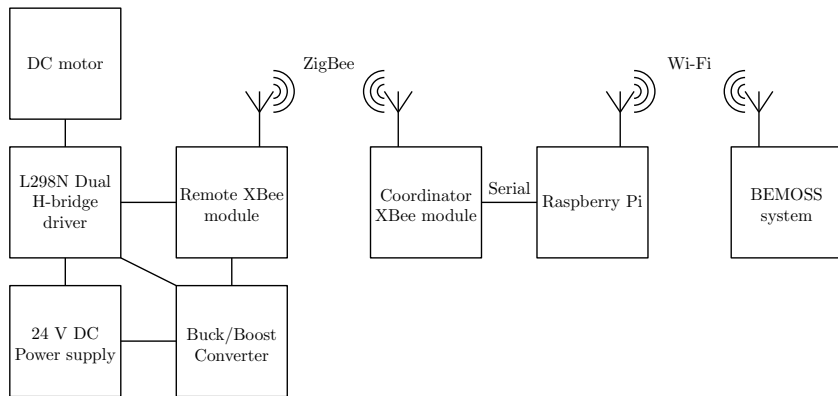 DC motor
ZigBee
Wi-Fi
L298N Dual
H-bridge
driver
Remote XBee
module
Coordinator
XBee module
Serial
Raspberry Pi
BEMOSS
system
24 V DC
Power supply
Buck/Boost
Converter